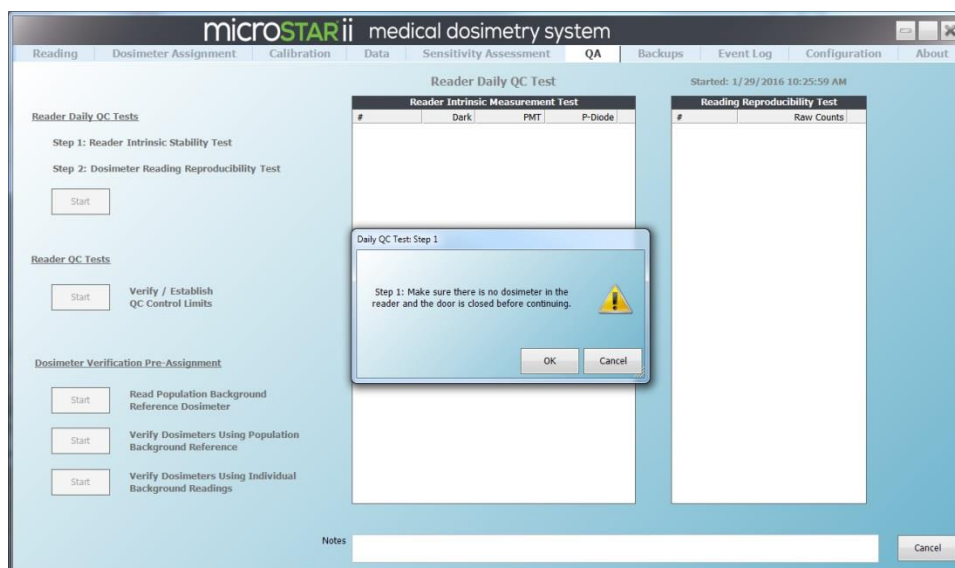 microSTARii medical dosimetry system
Reading Dosimeter Assignment Calibration Data Sensitivity Assessment QA Backups Event Log Configuration About
Reader Daily QC Test
Started: 1/29/2016 10:25:59 AM
Reader Intrinsic Measurement Test
# Dark PMT P-Diode
Reading Reproducibility Test
# Raw Counts
Reader Daily QC Tests
Step 1: Reader Intrinsic Stability Test
Step 2: Dosimeter Reading Reproducibility Test
Start
Daily QC Test: Step 1
Step 1: Make sure there is no dosimeter in the
reader and the door is closed before continuing.
OK Cancel
Reader QC Tests
Start
Verify / Establish
QC Control Limits
Dosimeter Verification Pre-Assignment
Start
Read Population Background
Reference Dosimeter
Start
Verify Dosimeters Using Population
Background Reference
Start
Verify Dosimeters Using Individual
Background Readings
Notes
Cancel